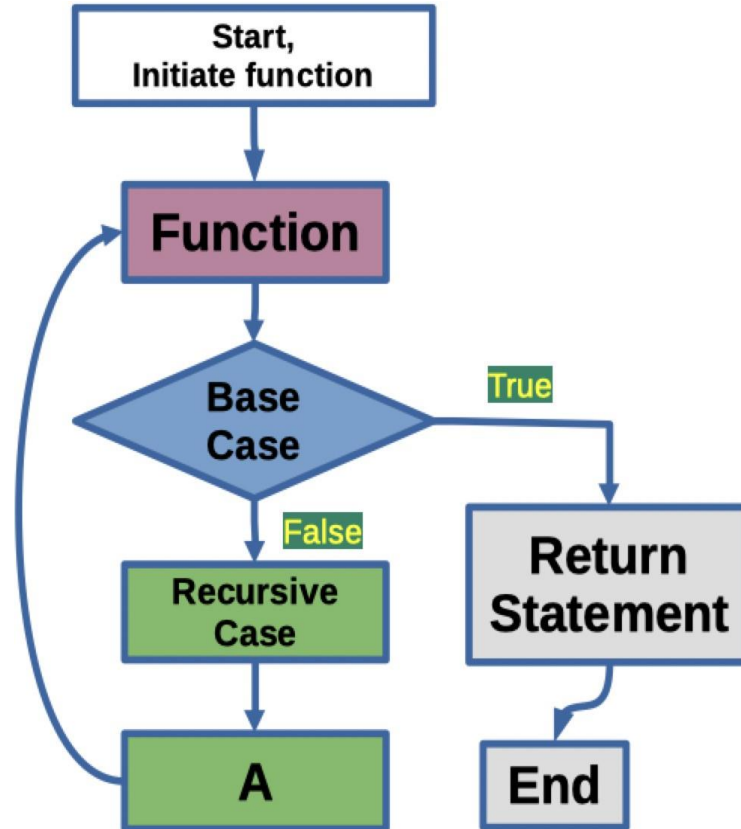 Start,
Initiate function
Function
Base
Case
True
False
Recursive
Case
Return
Statement
A
End